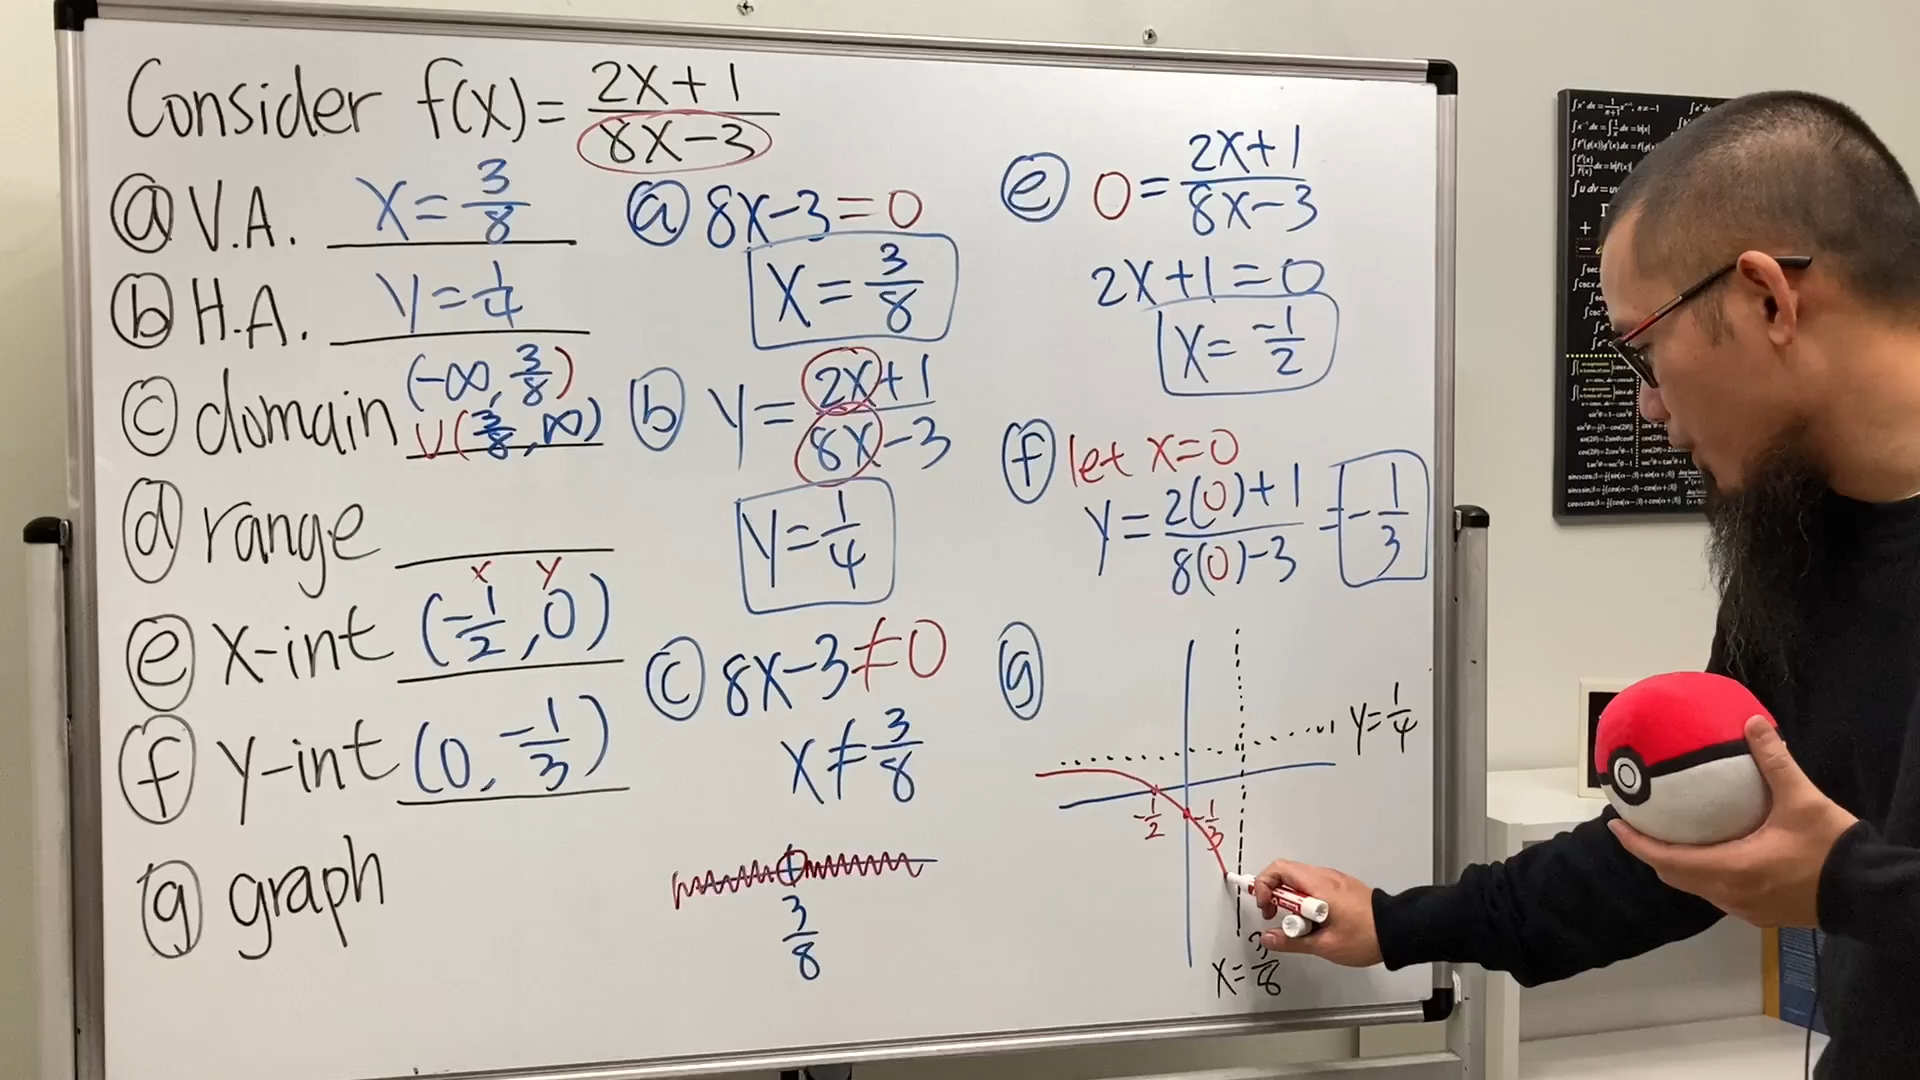 Consider f(x) = (2x+1)/(8x-3)
ⓐ V.A. x = 3/8
ⓑ H.A. y = 1/4
ⓒ domain (-∞, 3/8)
∪(3/8, ∞)
ⓓ range
x y
ⓔ x-int (-1/2, 0)
ⓕ y-int (0, -1/3)
ⓖ graph
ⓐ 8x-3 = 0
x = 3/8
ⓑ y = (2x+1)/(8x-3)
y = 1/4
ⓒ 8x-3 ≠ 0
x ≠ 3/8
3/8
ⓔ 0 = (2x+1)/(8x-3)
2x+1 = 0
x = -1/2
ⓕ let x=0
y = (2(0)+1)/(8(0)-3) = -1/3
ⓖ
y = 1/4
-1/2
-1/3
x = 3/8